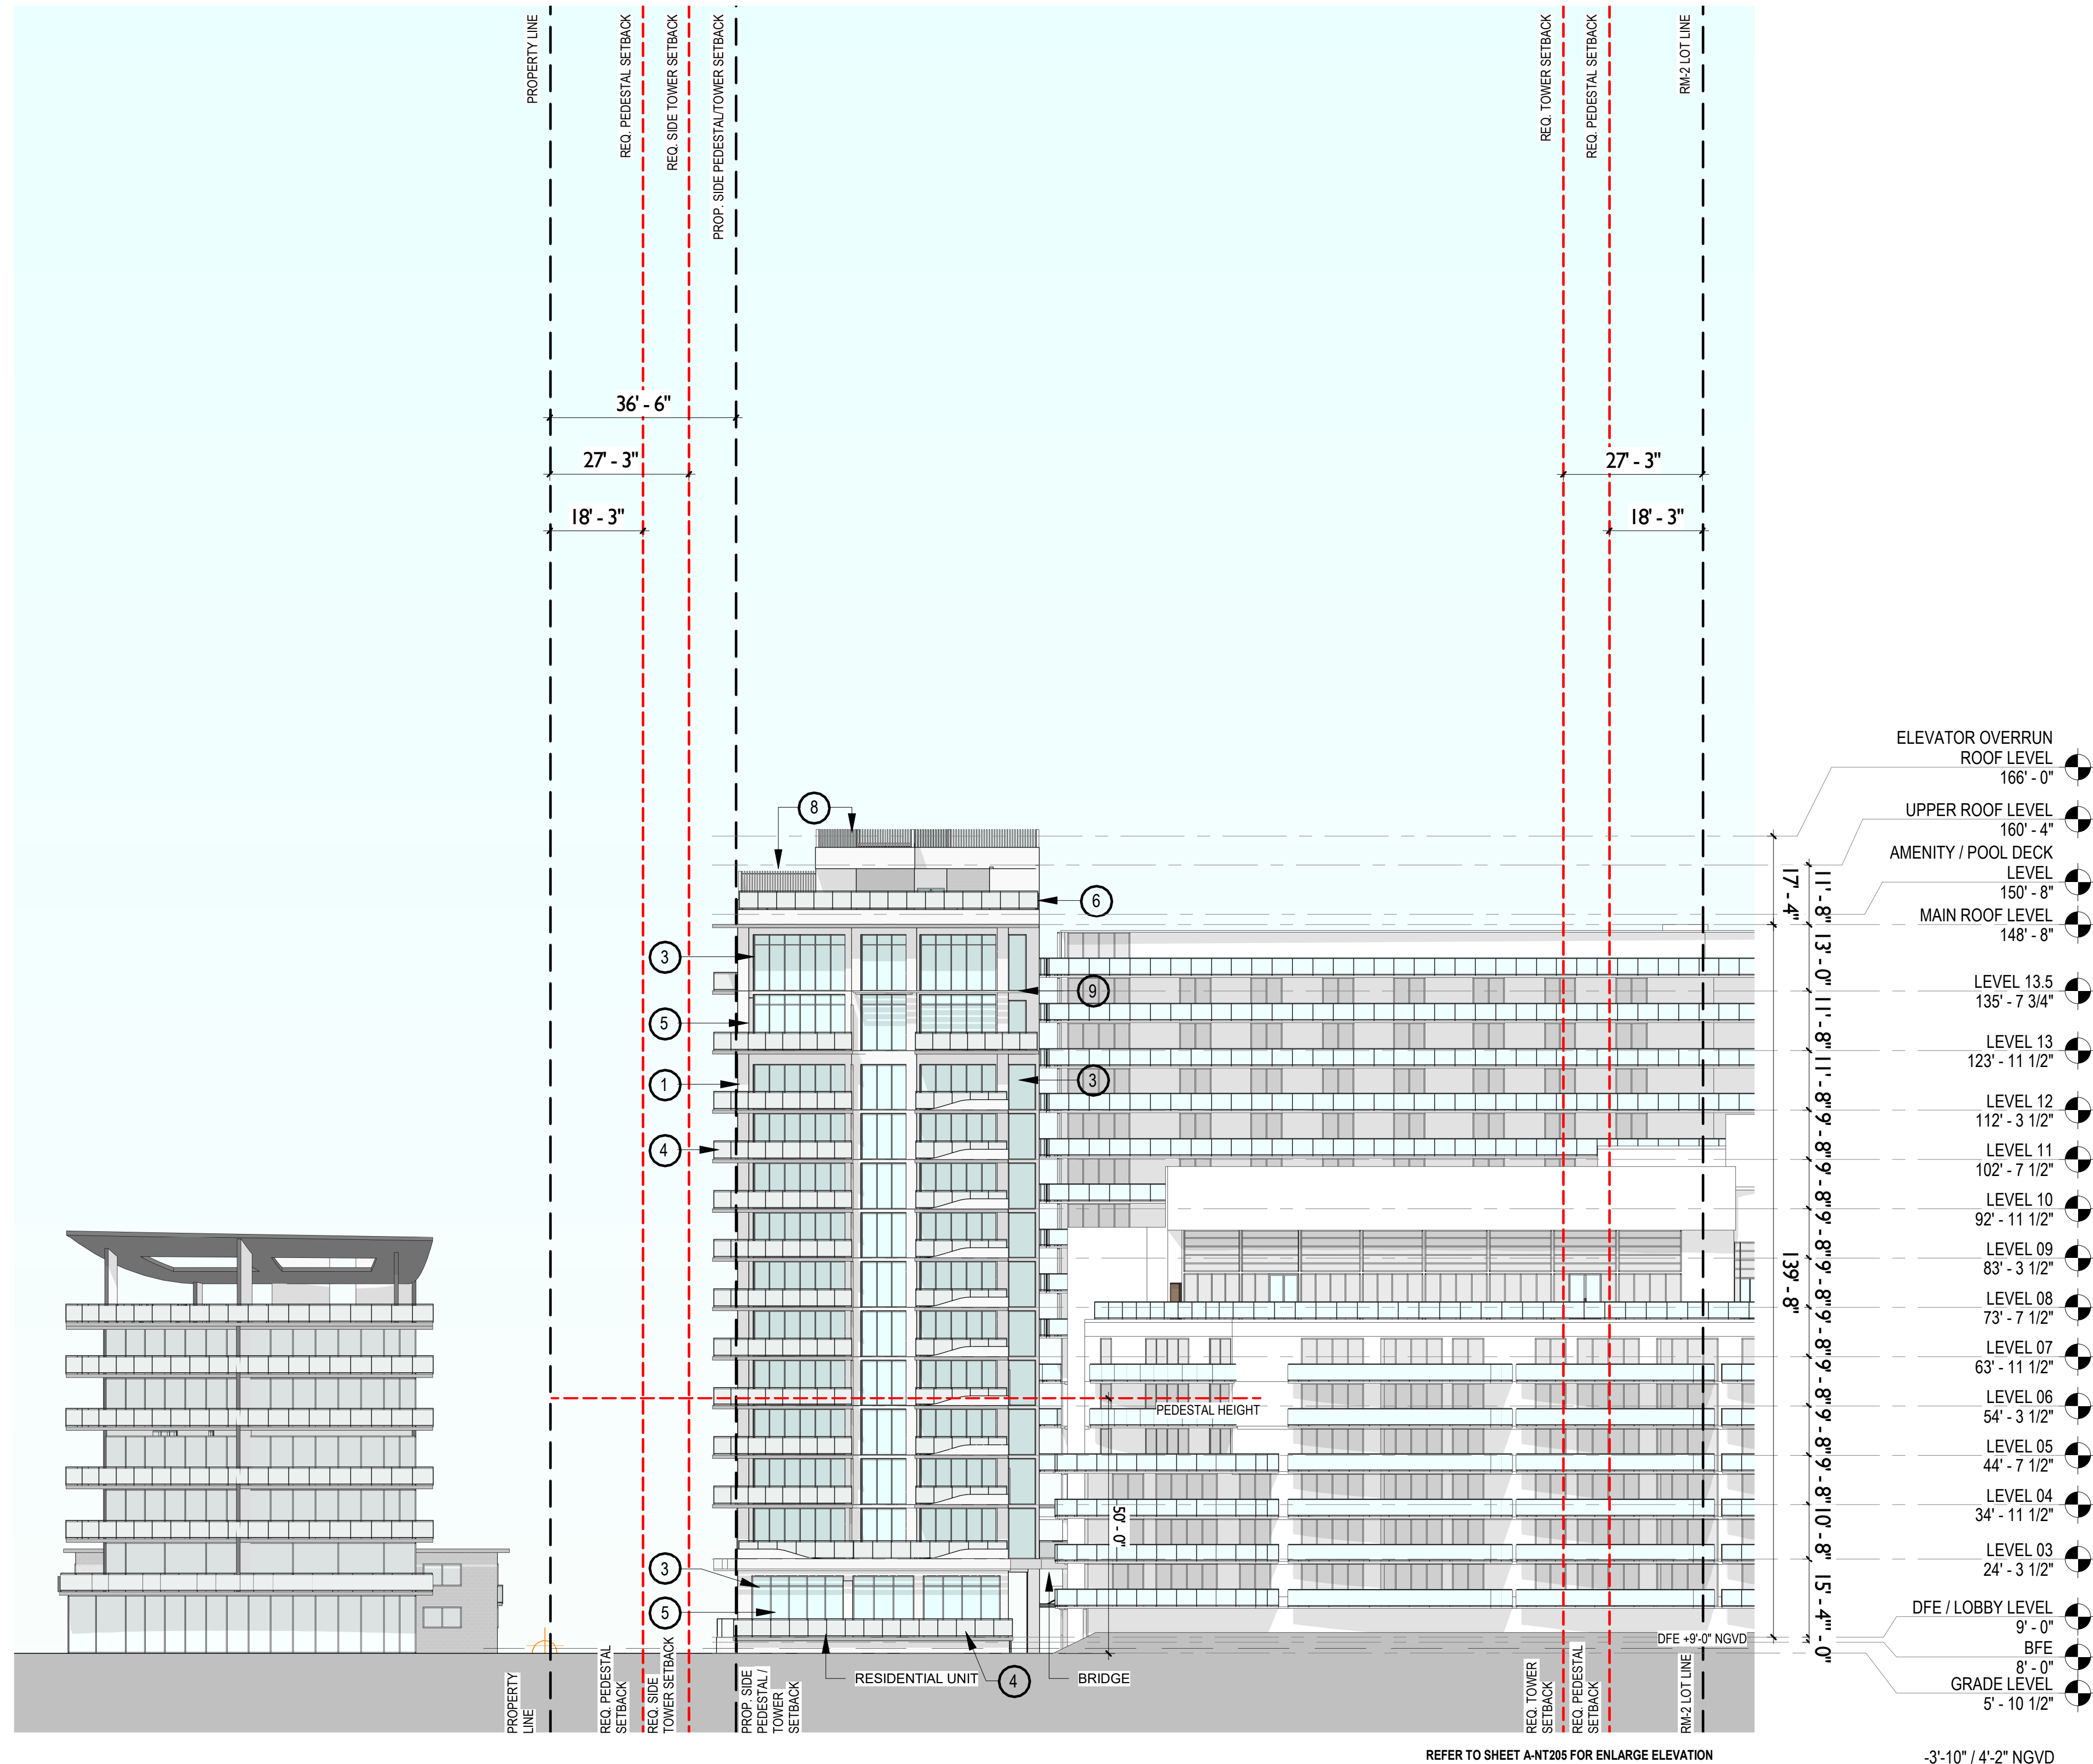 PROPERTY LINE
REQ. PEDESTAL SETBACK
REQ. SIDE TOWER SETBACK
PROP. SIDE PEDESTAL/TOWER SETBACK
REQ. TOWER SETBACK
REQ. PEDESTAL SETBACK
RM-2 LOT LINE
36' - 6"
27' - 3"
18' - 3"
27' - 3"
18' - 3"
ELEVATOR OVERRUN
ROOF LEVEL
166' - 0"
UPPER ROOF LEVEL
160' - 4"
AMENITY / POOL DECK
LEVEL
150' - 8"
MAIN ROOF LEVEL
148' - 8"
LEVEL 13.5
135' - 7 3/4"
LEVEL 13
123' - 11 1/2"
LEVEL 12
112' - 3 1/2"
LEVEL 11
102' - 7 1/2"
LEVEL 10
92' - 11 1/2"
LEVEL 09
83' - 3 1/2"
LEVEL 08
73' - 7 1/2"
LEVEL 07
63' - 11 1/2"
LEVEL 06
54' - 3 1/2"
LEVEL 05
44' - 7 1/2"
LEVEL 04
34' - 11 1/2"
LEVEL 03
24' - 3 1/2"
DFE / LOBBY LEVEL
9' - 0"
BFE
8' - 0"
GRADE LEVEL
5' - 10 1/2"
17' - 4"
139' - 8"
11' - 8"
13' - 0"
11' - 8"
11' - 8"
9' - 8"
9' - 8"
9' - 8"
9' - 8"
9' - 8"
9' - 8"
9' - 8"
9' - 8"
10' - 8"
15' - 4"
8
6
3
9
5
1
3
4
3
5
4
PEDESTAL HEIGHT
50' - 0"
DFE +9'-0" NGVD
RESIDENTIAL UNIT
BRIDGE
PROPERTY
LINE
REQ. PEDESTAL
SETBACK
REQ. SIDE
TOWER SETBACK
PROP. SIDE
PEDESTAL /
TOWER
SETBACK
REQ. TOWER
SETBACK
REQ. PEDESTAL
SETBACK
RM-2 LOT LINE
REFER TO SHEET A-NT205 FOR ENLARGE ELEVATION
-3'-10" / 4'-2" NGVD